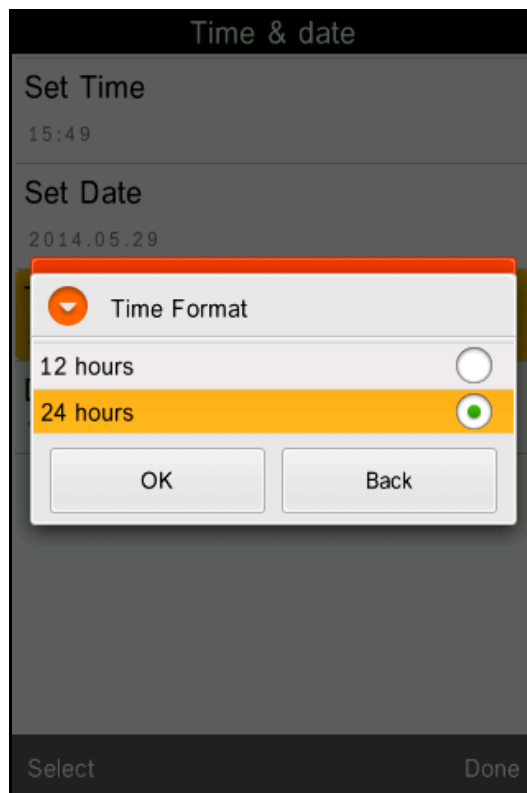 Time & date
Set Time
15:49
Set Date
2014.05.29
Time Format
12 hours
24 hours
OK
Back
Select
Done